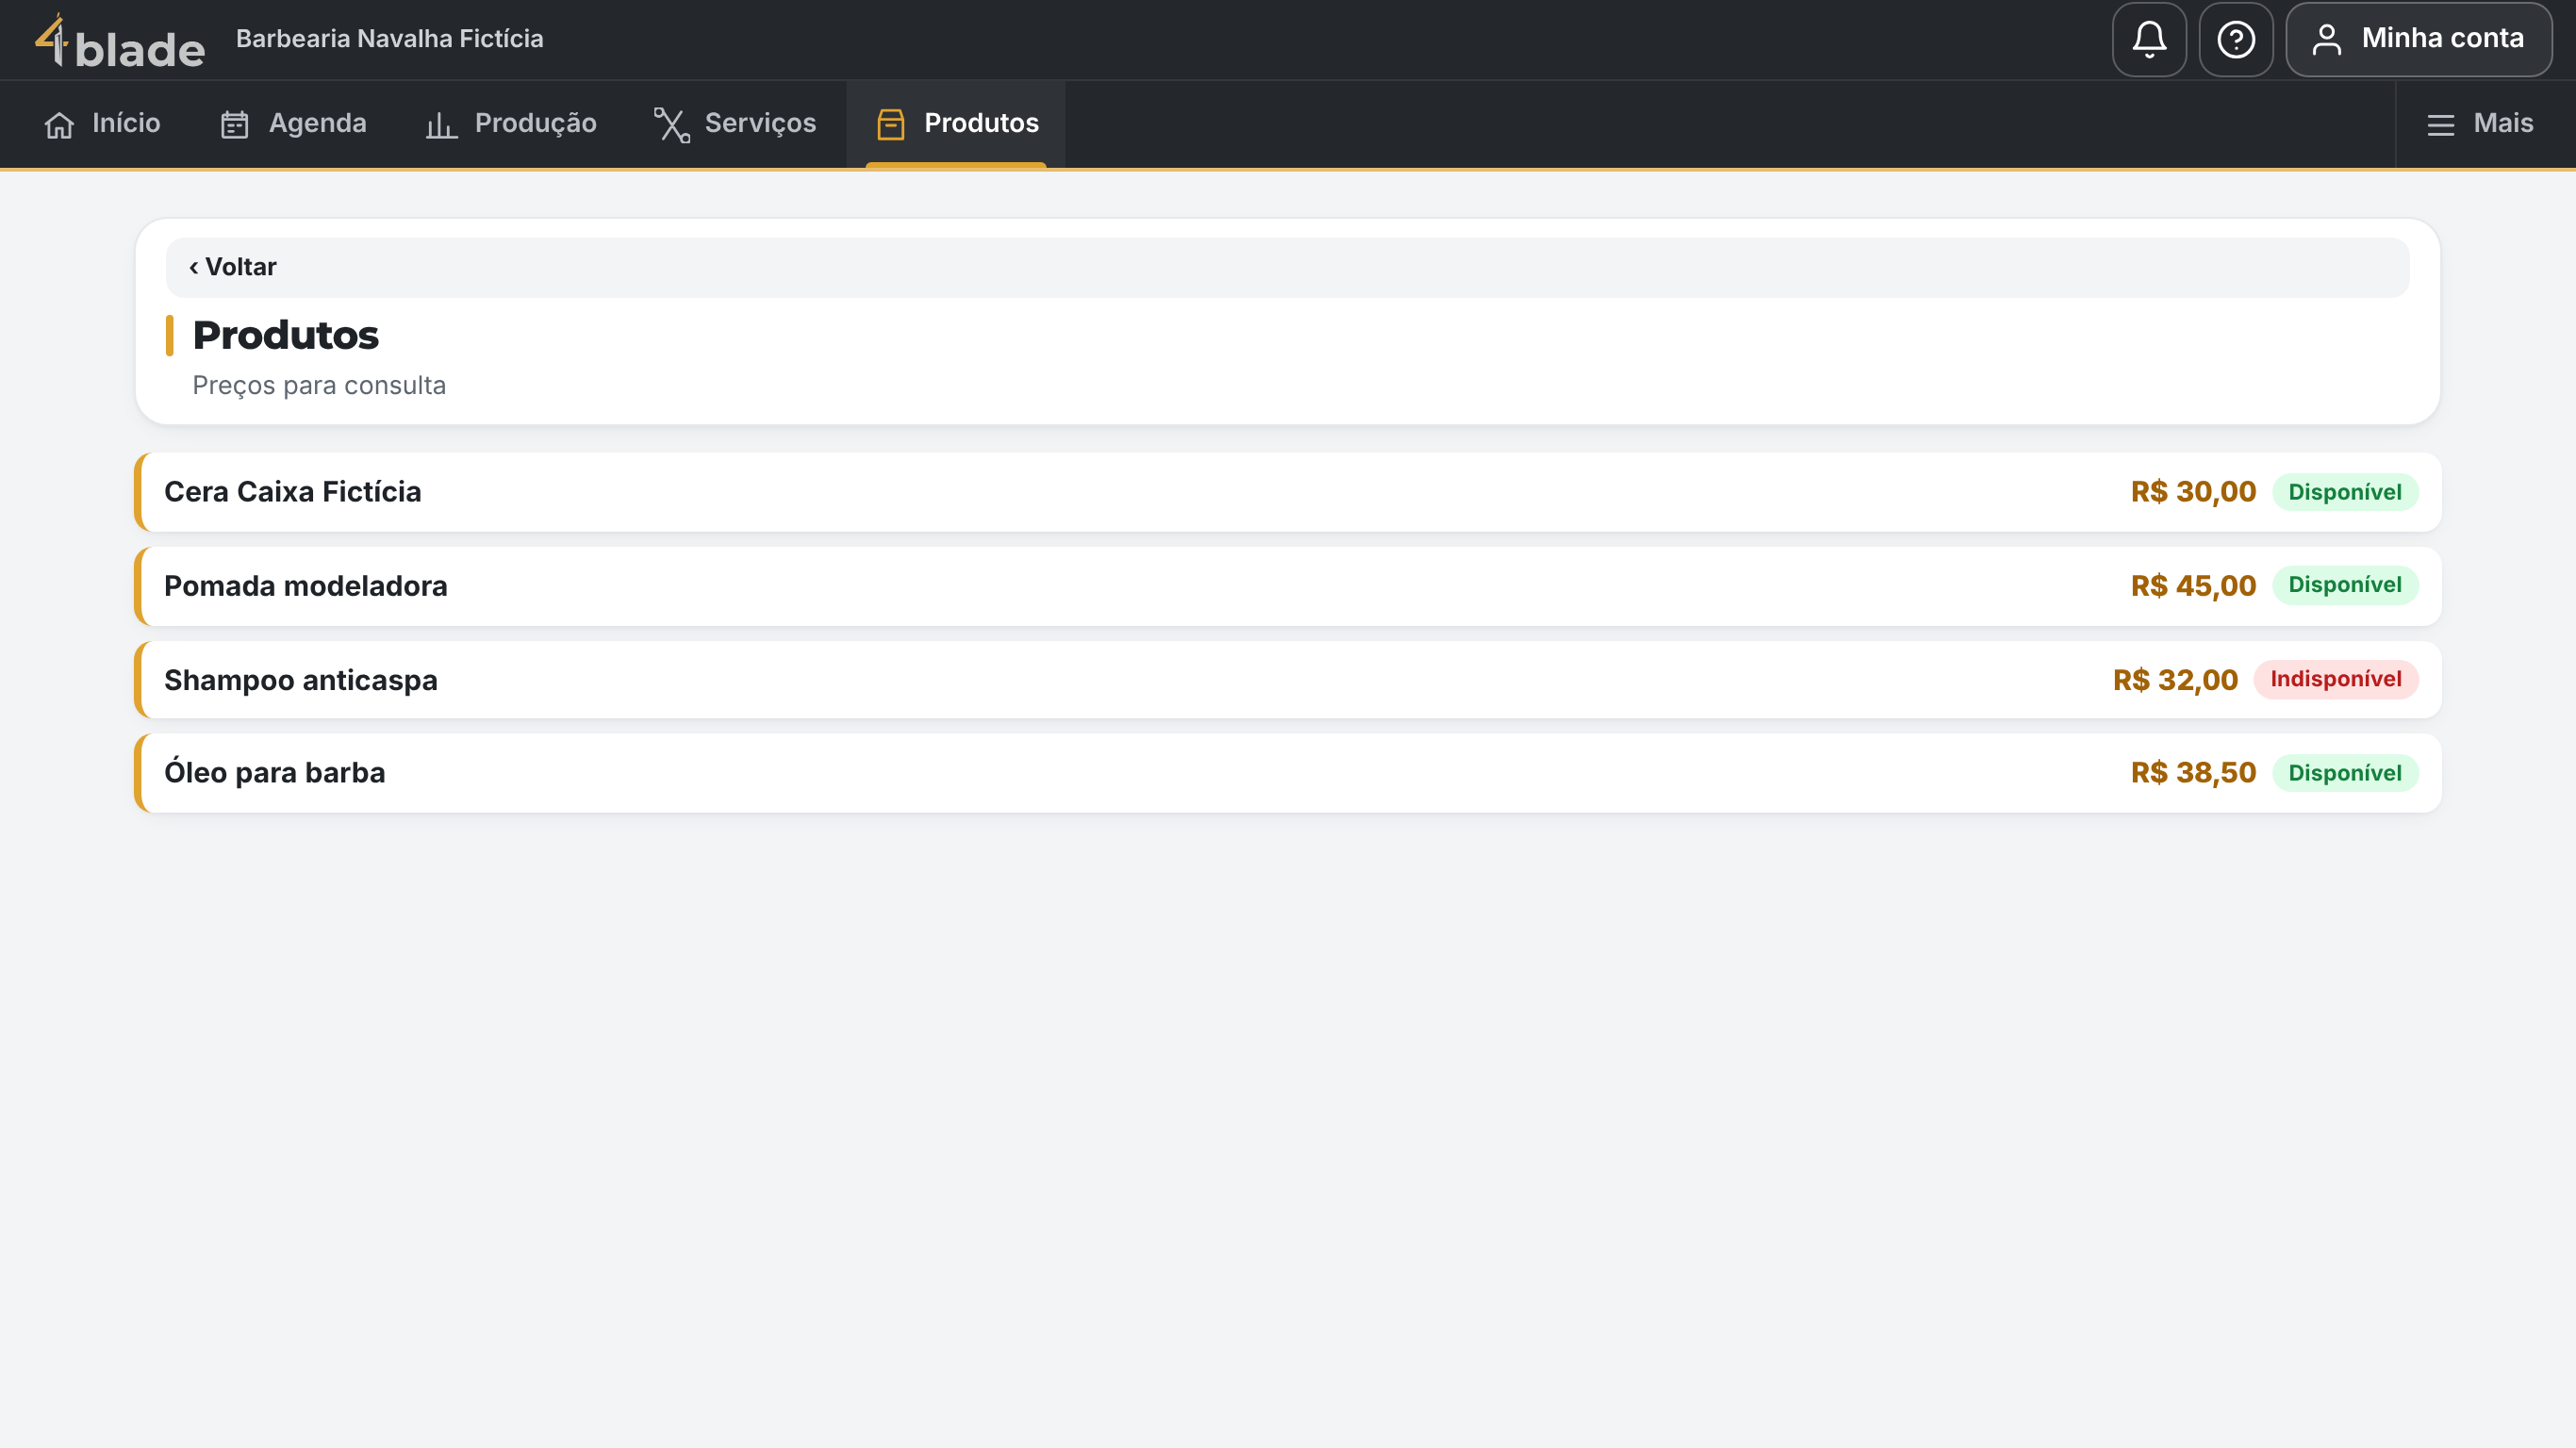 4blade
Barbearia Navalha Fictícia
Minha conta
Início
Agenda
Produção
Serviços
Produtos
Mais
‹ Voltar
Produtos
Preços para consulta
Cera Caixa Fictícia R$ 30,00 Disponível
Pomada modeladora R$ 45,00 Disponível
Shampoo anticaspa R$ 32,00 Indisponível
Óleo para barba R$ 38,50 Disponível